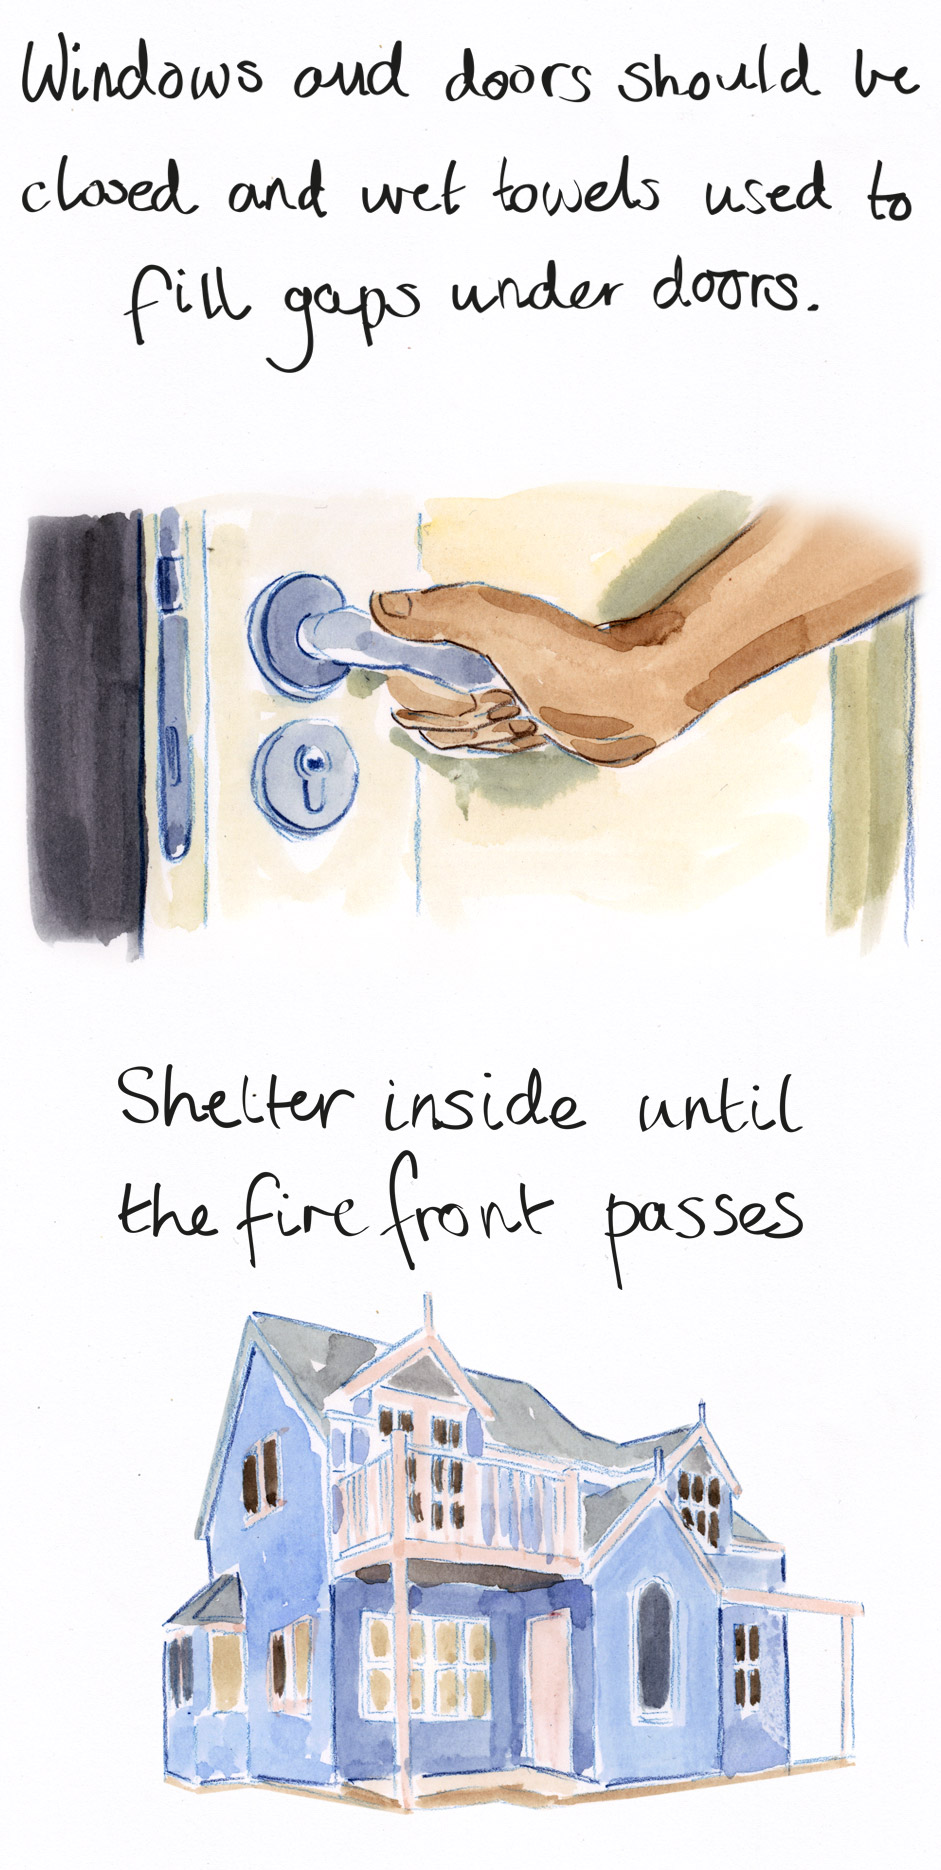 Windows and doors should be
closed and wet towels used to
fill gaps under doors.
Shelter inside until
the fire front passes